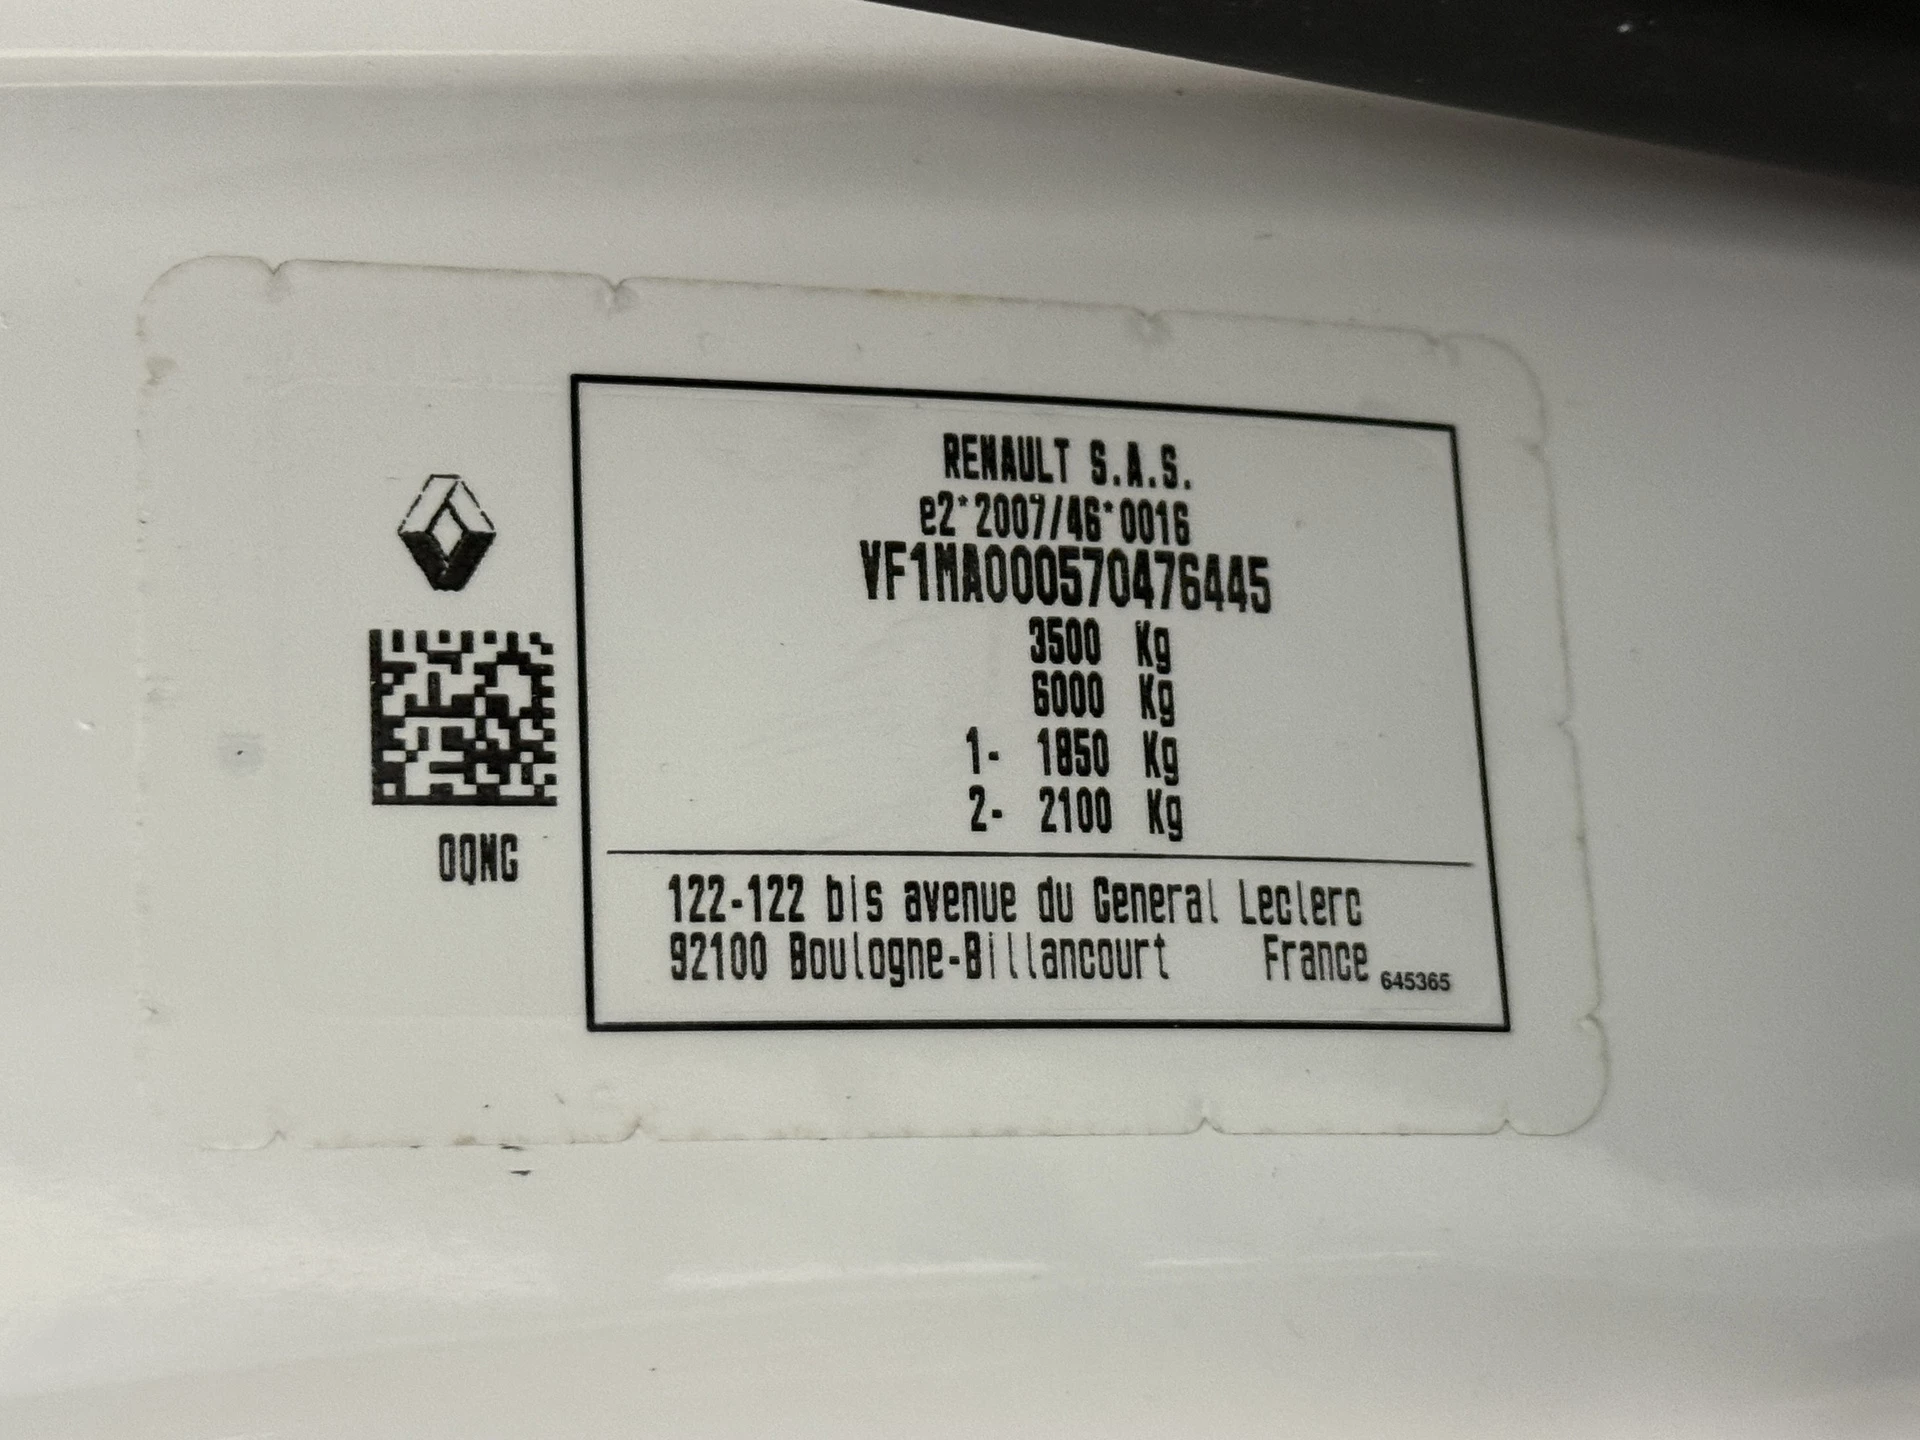 RENAULT S.A.S.
e2*2007/46*0016
VF1MA000570476445
3500 Kg
6000 Kg
1- 1850 Kg
2- 2100 Kg
OQNG
122-122 bis avenue du General Leclerc
92100 Boulogne-Billancourt France 645365